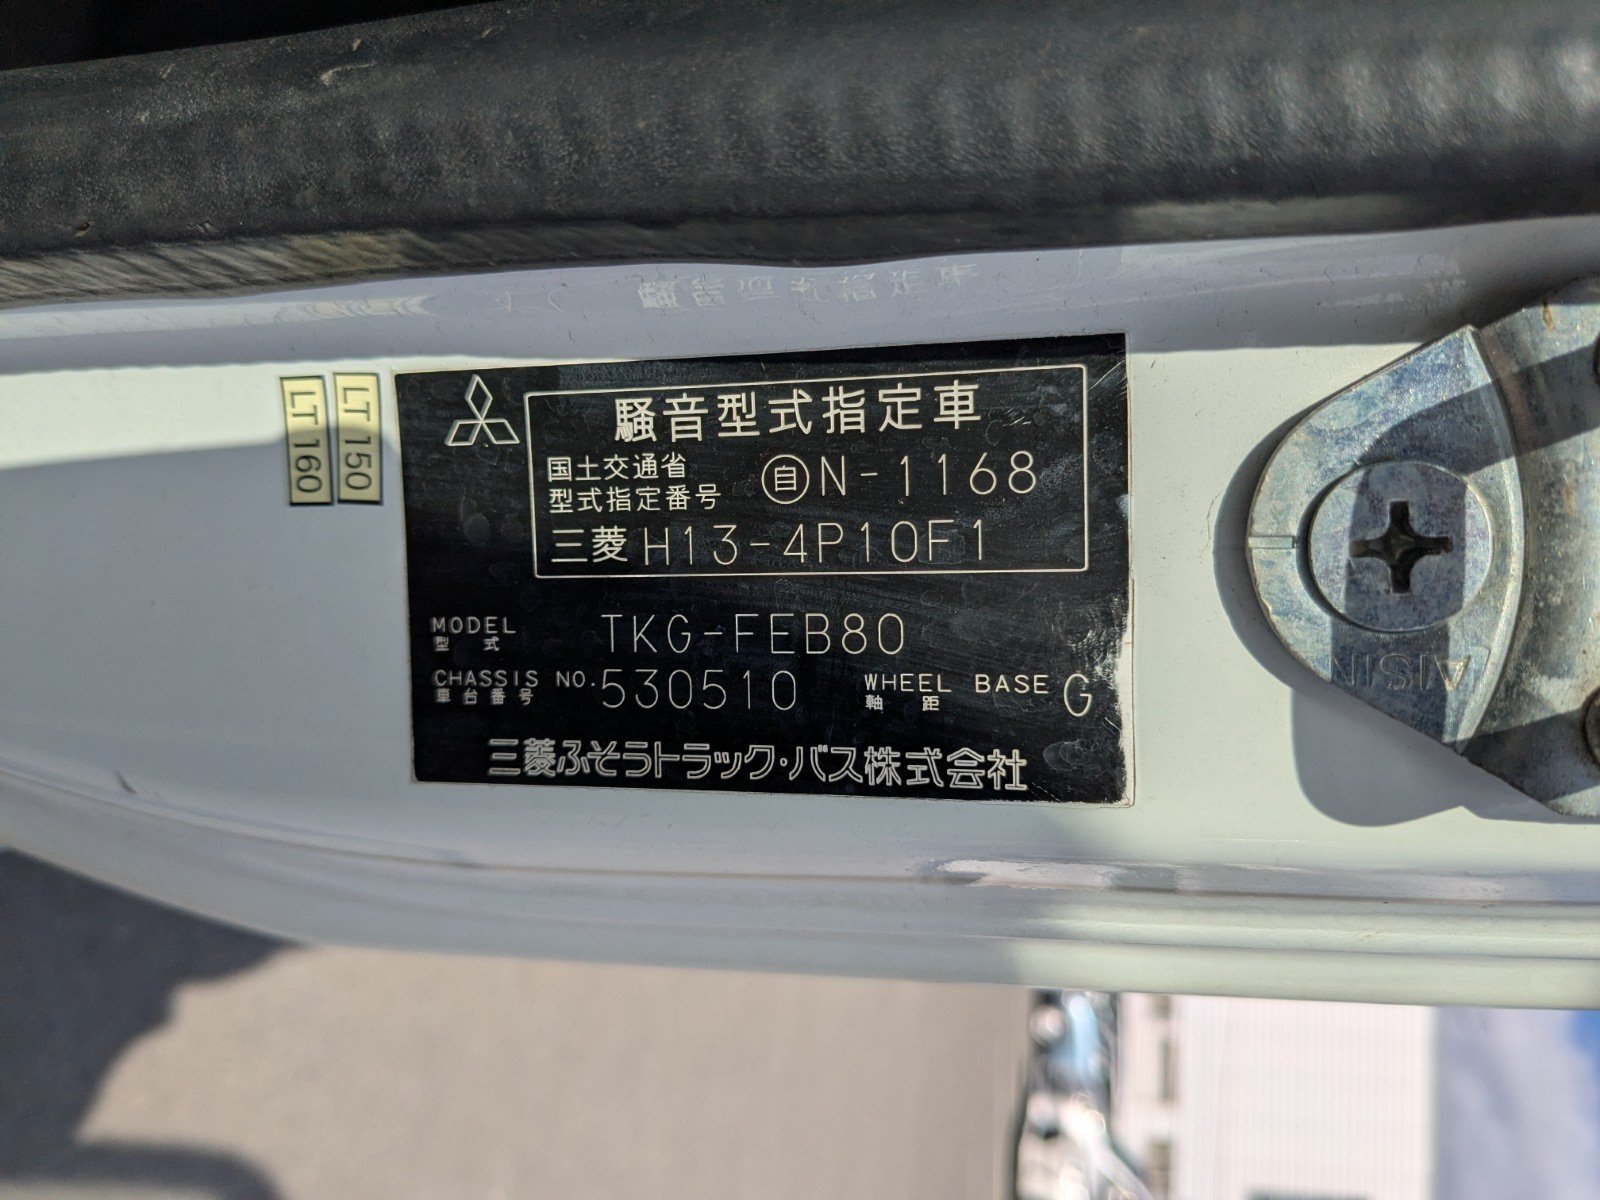 騒音型式指定車
国土交通省
型式指定番号
自N-1168
三菱 H13-4P10F1
MODEL
型式
TKG-FEB80
CHASSIS NO.
車台番号
530510
WHEEL BASE
軸距
G
三菱ふそうトラック・バス株式会社
LT 150
LT 160
AISIN